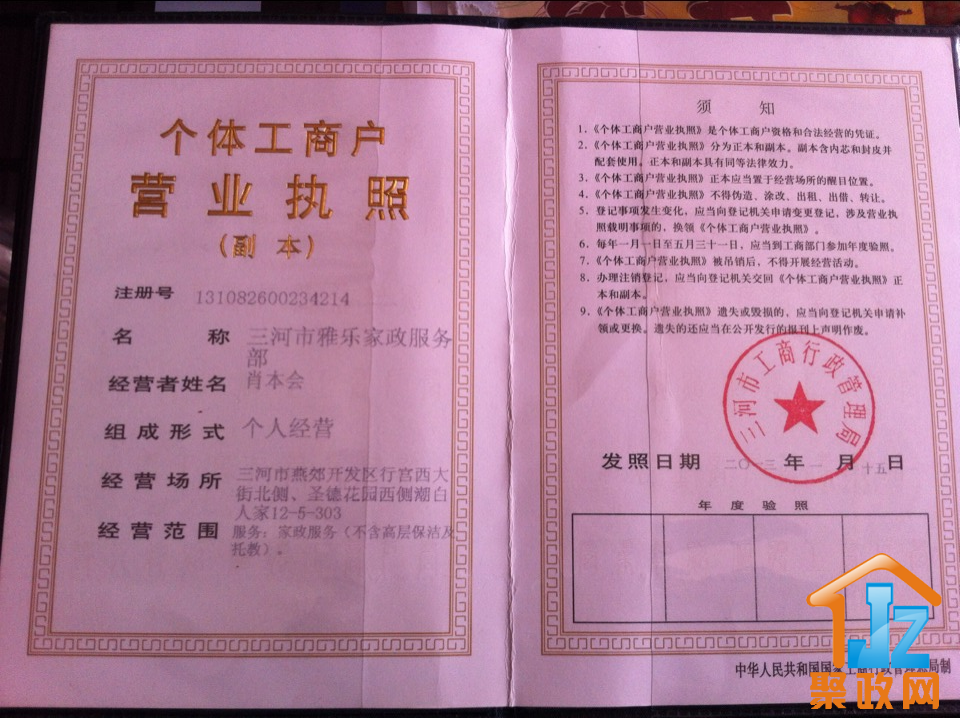 个体工商户
营业执照
(副本)
注册号 131082600234214
名称 三河市雅乐家政服务
部
经营者姓名 肖本会
组成形式 个人经营
经营场所 三河市燕郊开发区行宫西大
街北侧、圣德花园西侧潮白
人家12-5-303
经营范围 服务：家政服务（不含高层保洁及
托教）。
须知
1、《个体工商户营业执照》是个体工商户资格和合法经营的凭证。
2、《个体工商户营业执照》分为正本和副本。副本含内芯和封皮并
配套使用。正本和副本具有同等法律效力。
3、《个体工商户营业执照》正本应当置于经营场所的醒目位置。
4、《个体工商户营业执照》不得伪造、涂改、出租、出借、转让。
5、登记事项发生变化，应当向登记机关申请变更登记，涉及营业执
照载明事项的，换领《个体工商户营业执照》。
6、每年一月一日至五月三十一日，应当到工商部门参加年度验照。
7、《个体工商户营业执照》被吊销后，不得开展经营活动。
8、办理注销登记，应当向登记机关交回《个体工商户营业执照》正
本和副本。
9、《个体工商户营业执照》遗失或毁损的，应当向登记机关申请补
领或更换。遗失的还应当在公开发行的报刊上声明作废。
三河市工商行政管理局
发照日期 二〇一三年一月十五日
年度验照
中华人民共和国国家工商行政管理总局制
JZ
聚政网